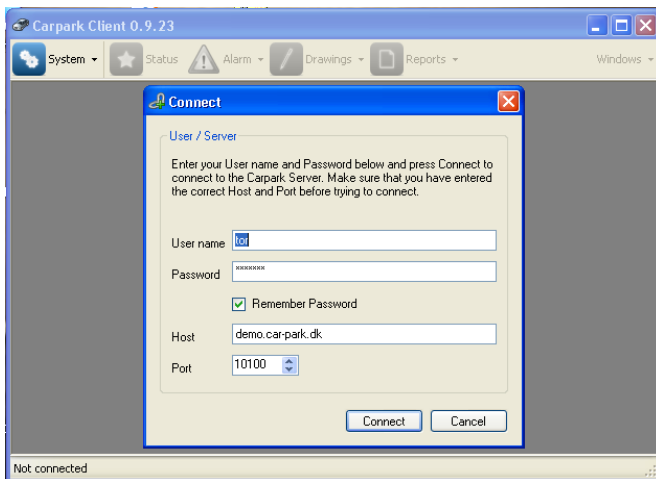 Carpark Client 0.9.23
System Status Alarm Drawings Reports Windows
Connect
User / Server
Enter your User name and Password below and press Connect to
connect to the Carpark Server. Make sure that you have entered
the correct Host and Port before trying to connect.
User name tor
Password *******
Remember Password
Host demo.car-park.dk
Port 10100
Connect Cancel
Not connected